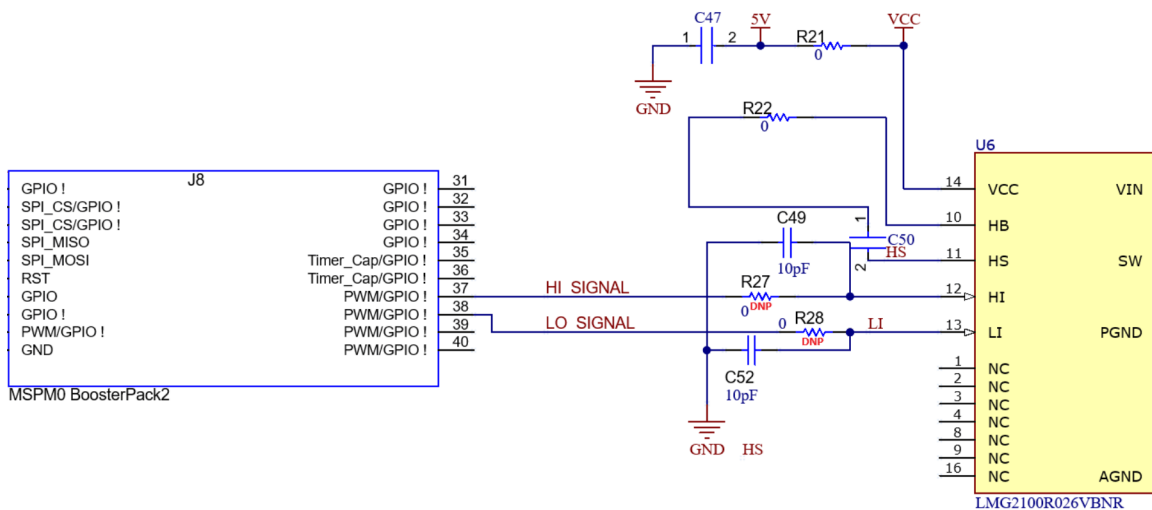 C47
1
2
5V
R21
0
VCC
GND
R22
0
U6
J8
GPIO !
SPI_CS/GPIO !
SPI_CS/GPIO !
SPI_MISO
SPI_MOSI
RST
GPIO
GPIO !
PWM/GPIO !
GND
GPIO !
GPIO !
GPIO !
GPIO !
Timer_Cap/GPIO !
Timer_Cap/GPIO !
PWM/GPIO !
PWM/GPIO !
PWM/GPIO !
PWM/GPIO !
31
32
33
34
35
36
37
38
39
40
MSPM0 BoosterPack2
HI SIGNAL
LO SIGNAL
C49
10pF
1
C50
HS
2
R27
0
DNP
0
R28
DNP
LI
C52
10pF
GND
HS
14
10
11
12
13
1
2
3
4
8
9
16
VCC
HB
HS
HI
LI
NC
NC
NC
NC
NC
NC
NC
VIN
SW
PGND
AGND
LMG2100R026VBNR